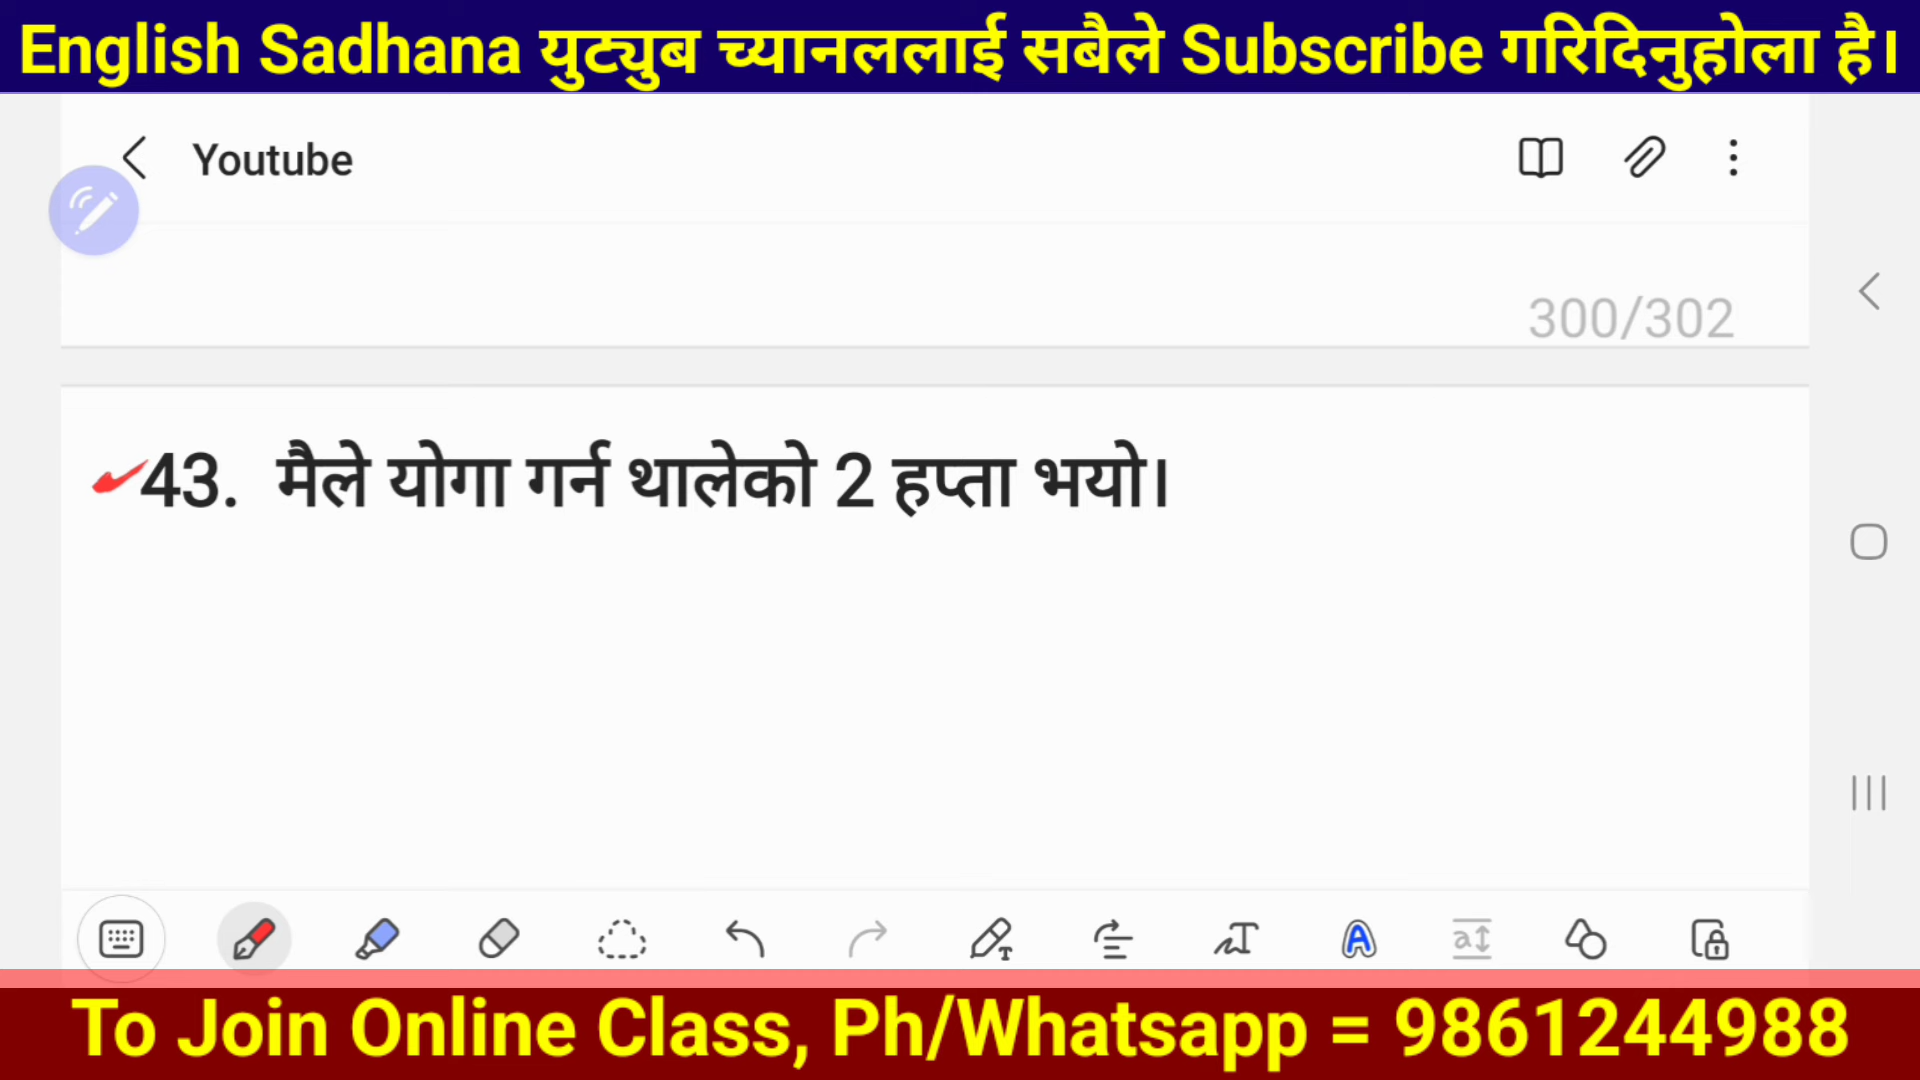 English Sadhana युट्युब च्यानललाई सबैले Subscribe गरिदिनुहोला है।
Youtube
300/302
43. मैले योगा गर्न थालेको 2 हप्ता भयो।
To Join Online Class, Ph/Whatsapp = 9861244988